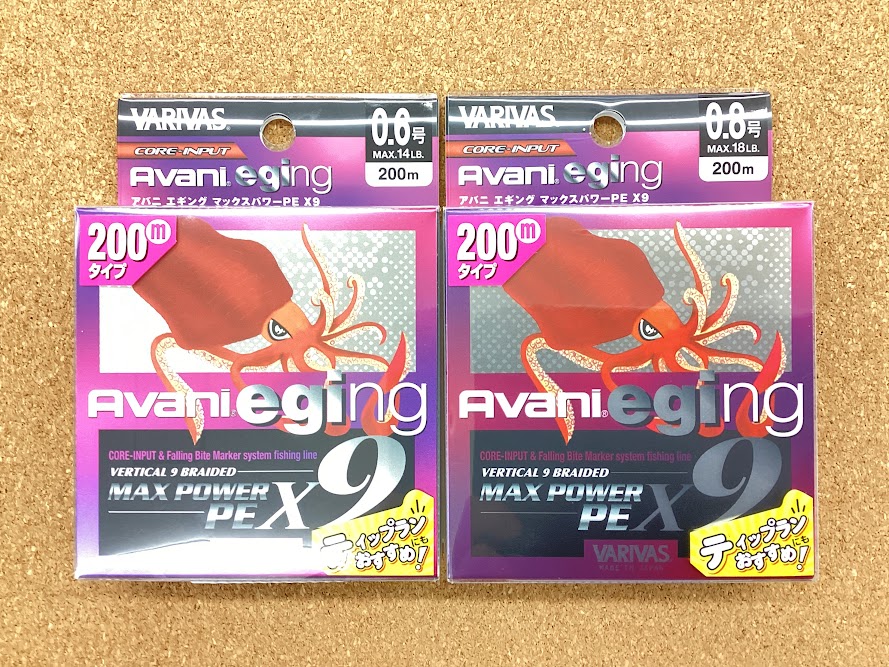 VARIVAS®
0.6号
MAX.14LB.
200m
CORE-INPUT
Avani® eging
アバニ エギング マックスパワーPE X9
200m
タイプ
Avani® eging
CORE-INPUT & Falling Bite Marker system fishing line
VERTICAL 9 BRAIDED
MAX POWER
PE X9
ティップラン
にも
おすすめ!
VARIVAS®
0.8号
MAX.18LB.
200m
CORE-INPUT
Avani® eging
アバニ エギング マックスパワーPE X9
200m
タイプ
Avani® eging
CORE-INPUT & Falling Bite Marker system fishing line
VERTICAL 9 BRAIDED
MAX POWER
PE X9
VARIVAS®
MADE IN JAPAN
ティップラン
にも
おすすめ!